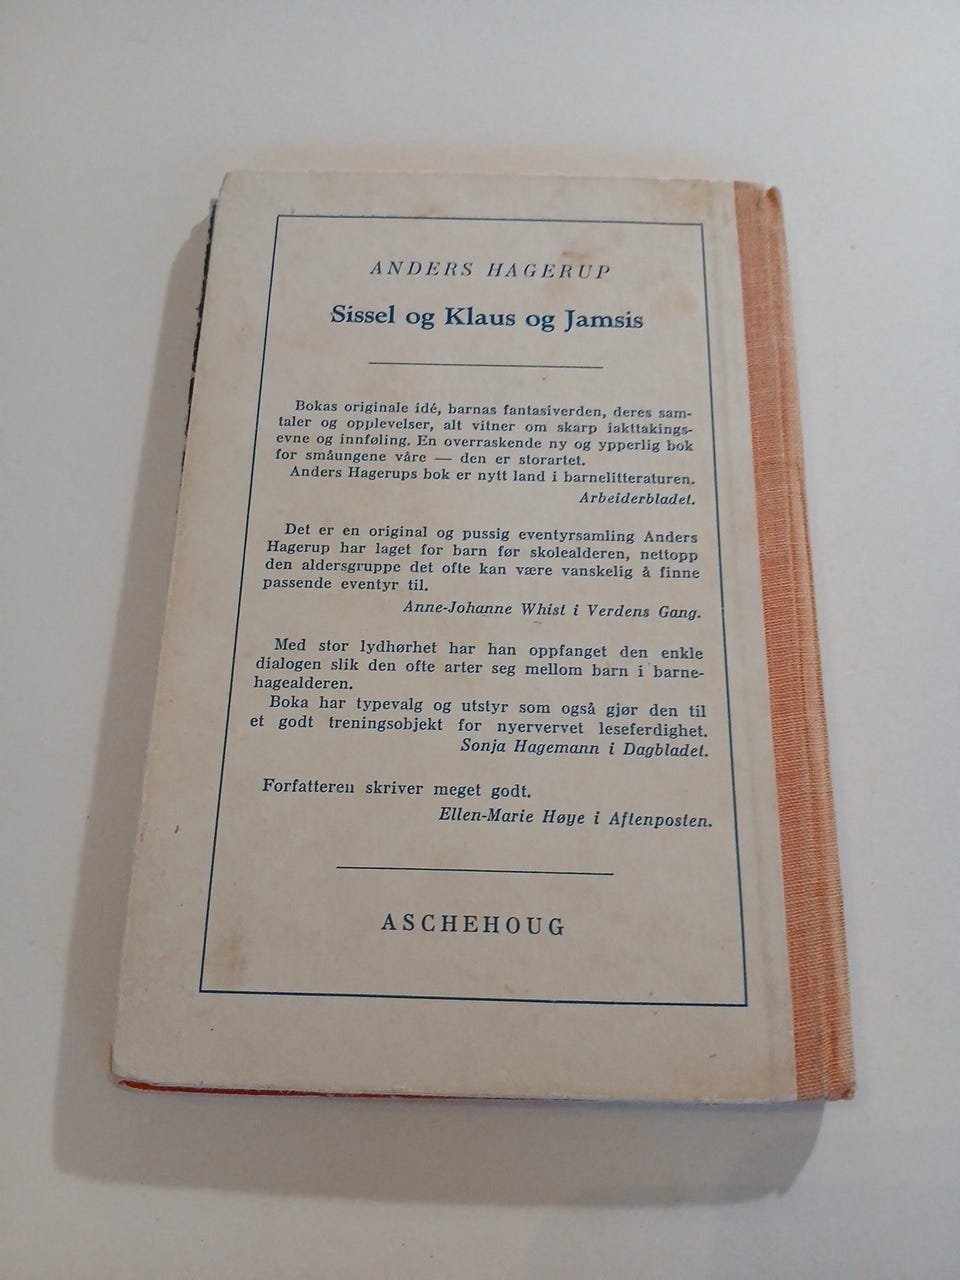 ANDERS HAGERUP
Sissel og Klaus og Jamsis
Bokas originale idé, barnas fantasiverden, deres sam-
taler og opplevelser, alt vitner om skarp iakttakings-
evne og innføling. En overraskende ny og ypperlig bok
for småungene våre — den er storartet.
Anders Hagerups bok er nytt land i barnelitteraturen.
Arbeiderbladet.
Det er en original og pussig eventyrsamling Anders
Hagerup har laget for barn før skolealderen, nettopp
den aldersgruppe det ofte kan være vanskelig å finne
passende eventyr til.
Anne-Johanne Whist i Verdens Gang.
Med stor lydhørhet har han oppfanget den enkle
dialogen slik den ofte arter seg mellom barn i barne-
hagealderen.
Boka har typevalg og utstyr som også gjør den til
et godt treningsobjekt for nyervervet leseferdighet.
Sonja Hagemann i Dagbladet.
Forfatteren skriver meget godt.
Ellen-Marie Høye i Aftenposten.
ASCHEHOUG